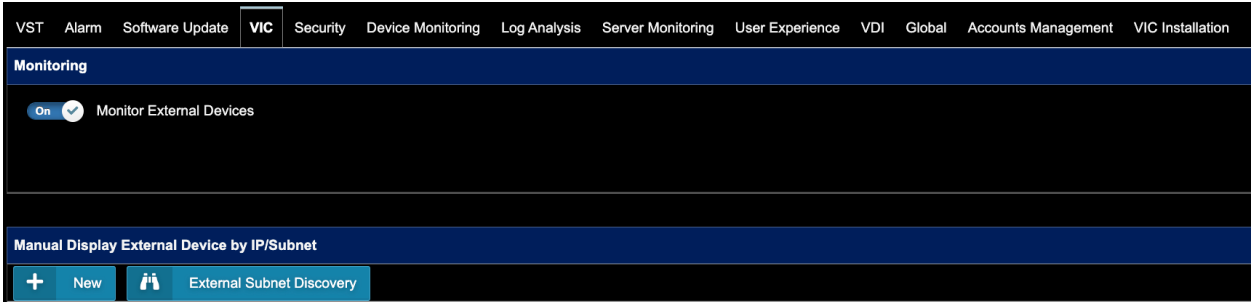 VST Alarm Software Update VIC Security Device Monitoring Log Analysis Server Monitoring User Experience VDI Global Accounts Management VIC Installation
Monitoring
On Monitor External Devices
Manual Display External Device by IP/Subnet
New External Subnet Discovery